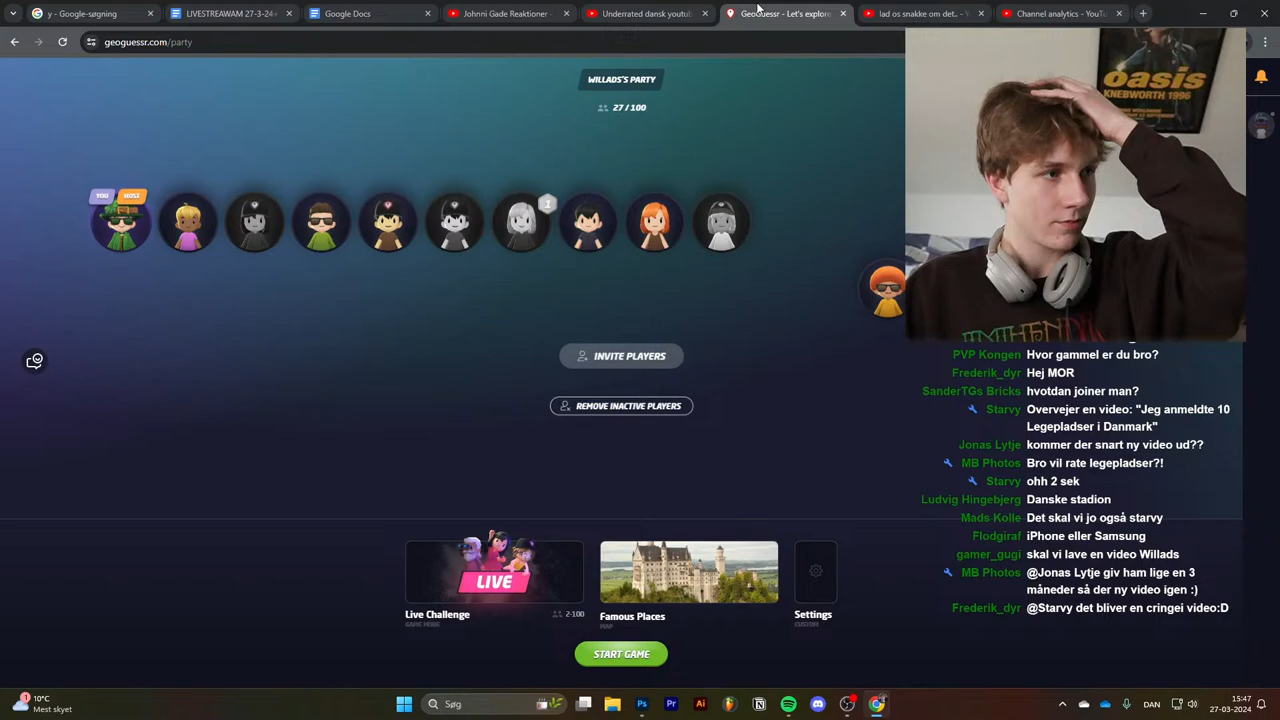 y - Google-søgning
LIVESTREAWAM 27-3-24
Google Docs
Johnni Gade Reaktioner -
Underrated dansk youtub
GeoGuessr - Let's explore
lad os snakke om det.. - Y
Channel analytics - YouTu
geoguessr.com/party
WILLADS'S PARTY
27 / 100
YOU HOST
1
INVITE PLAYERS
REMOVE INACTIVE PLAYERS
oasis
KNEBWORTH 1996
PVP Kongen Hvor gammel er du bro?
Frederik_dyr Hej MOR
SanderTGs Bricks hvotdan joiner man?
Starvy Overvejer en video: "Jeg anmeldte 10
Legepladser i Danmark"
Jonas Lytje kommer der snart ny video ud??
MB Photos Bro vil rate legepladser?!
Starvy ohh 2 sek
Ludvig Hingebjerg Danske stadion
Mads Kolle Det skal vi jo også starvy
Flodgiraf iPhone eller Samsung
gamer_gugi skal vi lave en video Willads
MB Photos @Jonas Lytje giv ham lige en 3
måneder så der ny video igen :)
Frederik_dyr @Starvy det bliver en cringei video:D
LIVE
Live Challenge 2-100
GAME MODE
Famous Places
MAP
Settings
CUSTOM
START GAME
1
10°C
Mest skyet
Søg
DAN
15:47
27-03-2024